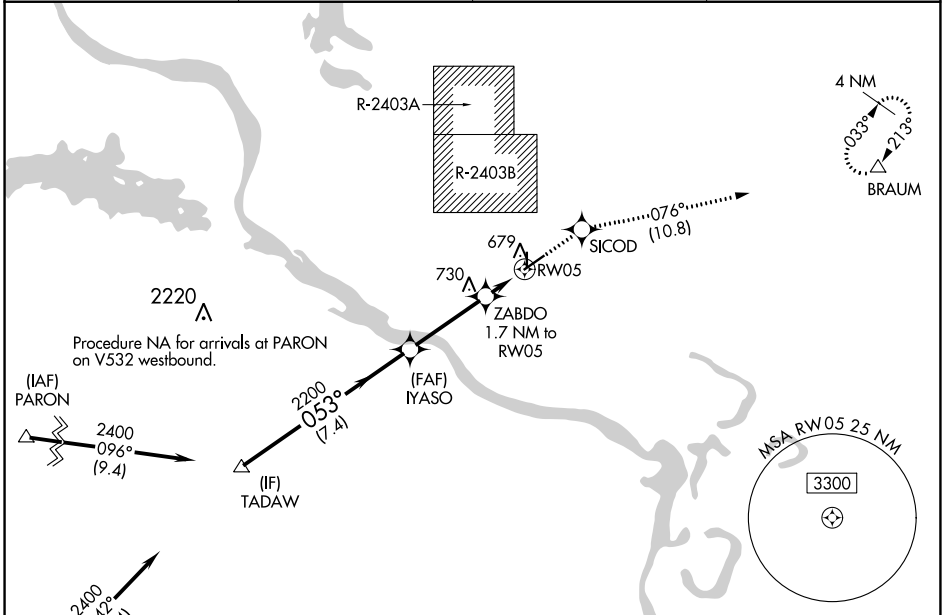 R-2403A
R-2403B
4 NM
033°
213°
BRAUM
076°
(10.8)
SICOD
679
RW05
730
ZABDO
1.7 NM to
RW05
2220
Procedure NA for arrivals at PARON
on V532 westbound.
(FAF)
IYASO
(IAF)
PARON
2400
096°
(9.4)
2200
053°
(7.4)
(IF)
TADAW
MSA RW05 25 NM
3300
2400